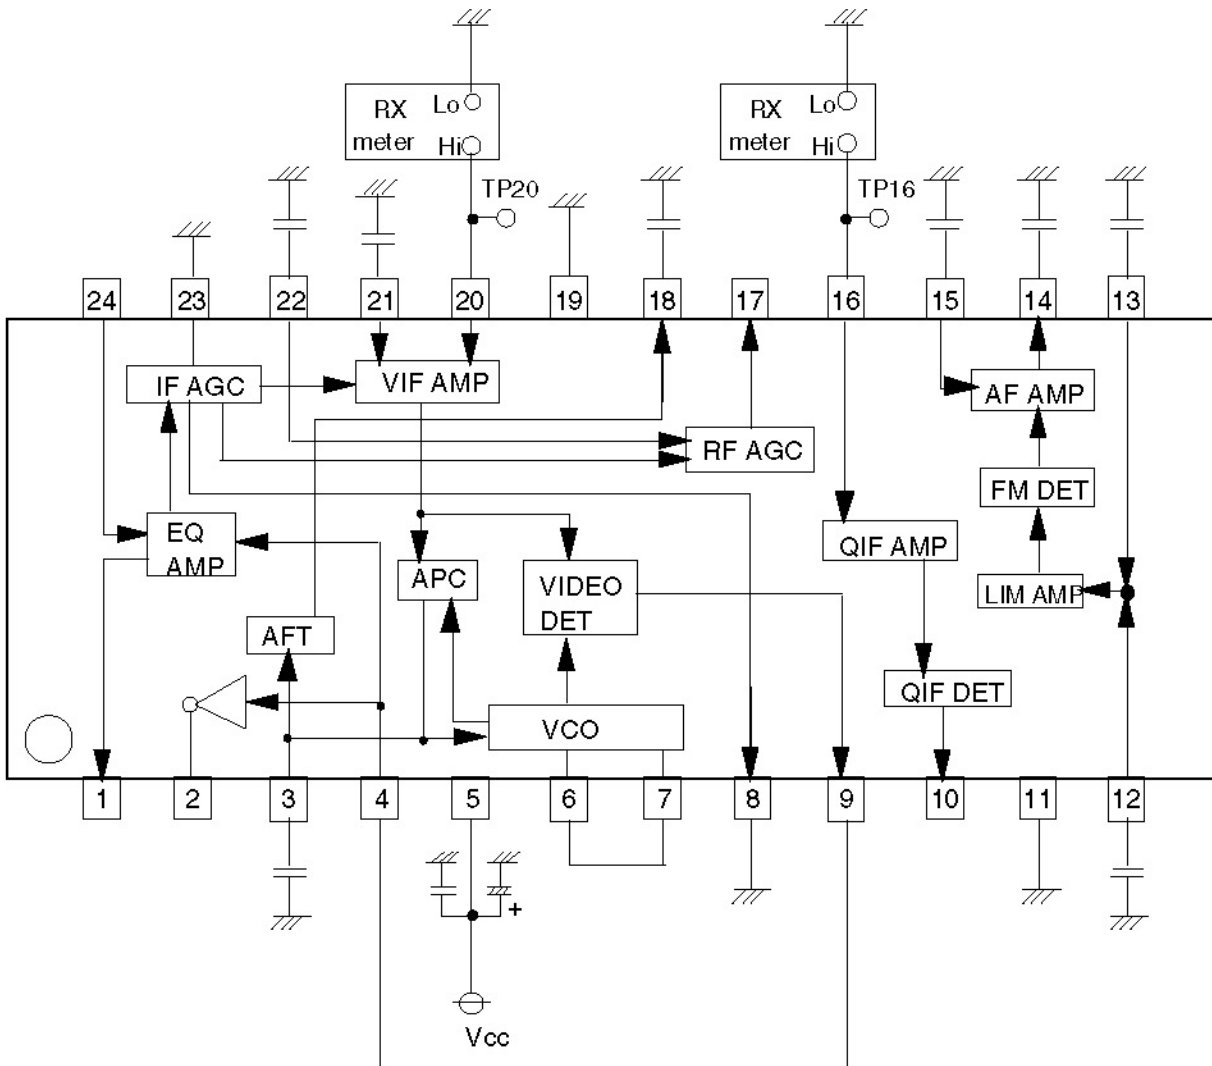 RX Lo
meter Hi
RX Lo
meter Hi
TP20
TP16
24 23 22 21 20 19 18 17 16 15 14 13
IF AGC
VIF AMP
AF AMP
RF AGC
FM DET
EQ
AMP
QIF AMP
APC
VIDEO
DET
LIM AMP
AFT
QIF DET
VCO
1 2 3 4 5 6 7 8 9 10 11 12
+
Vcc